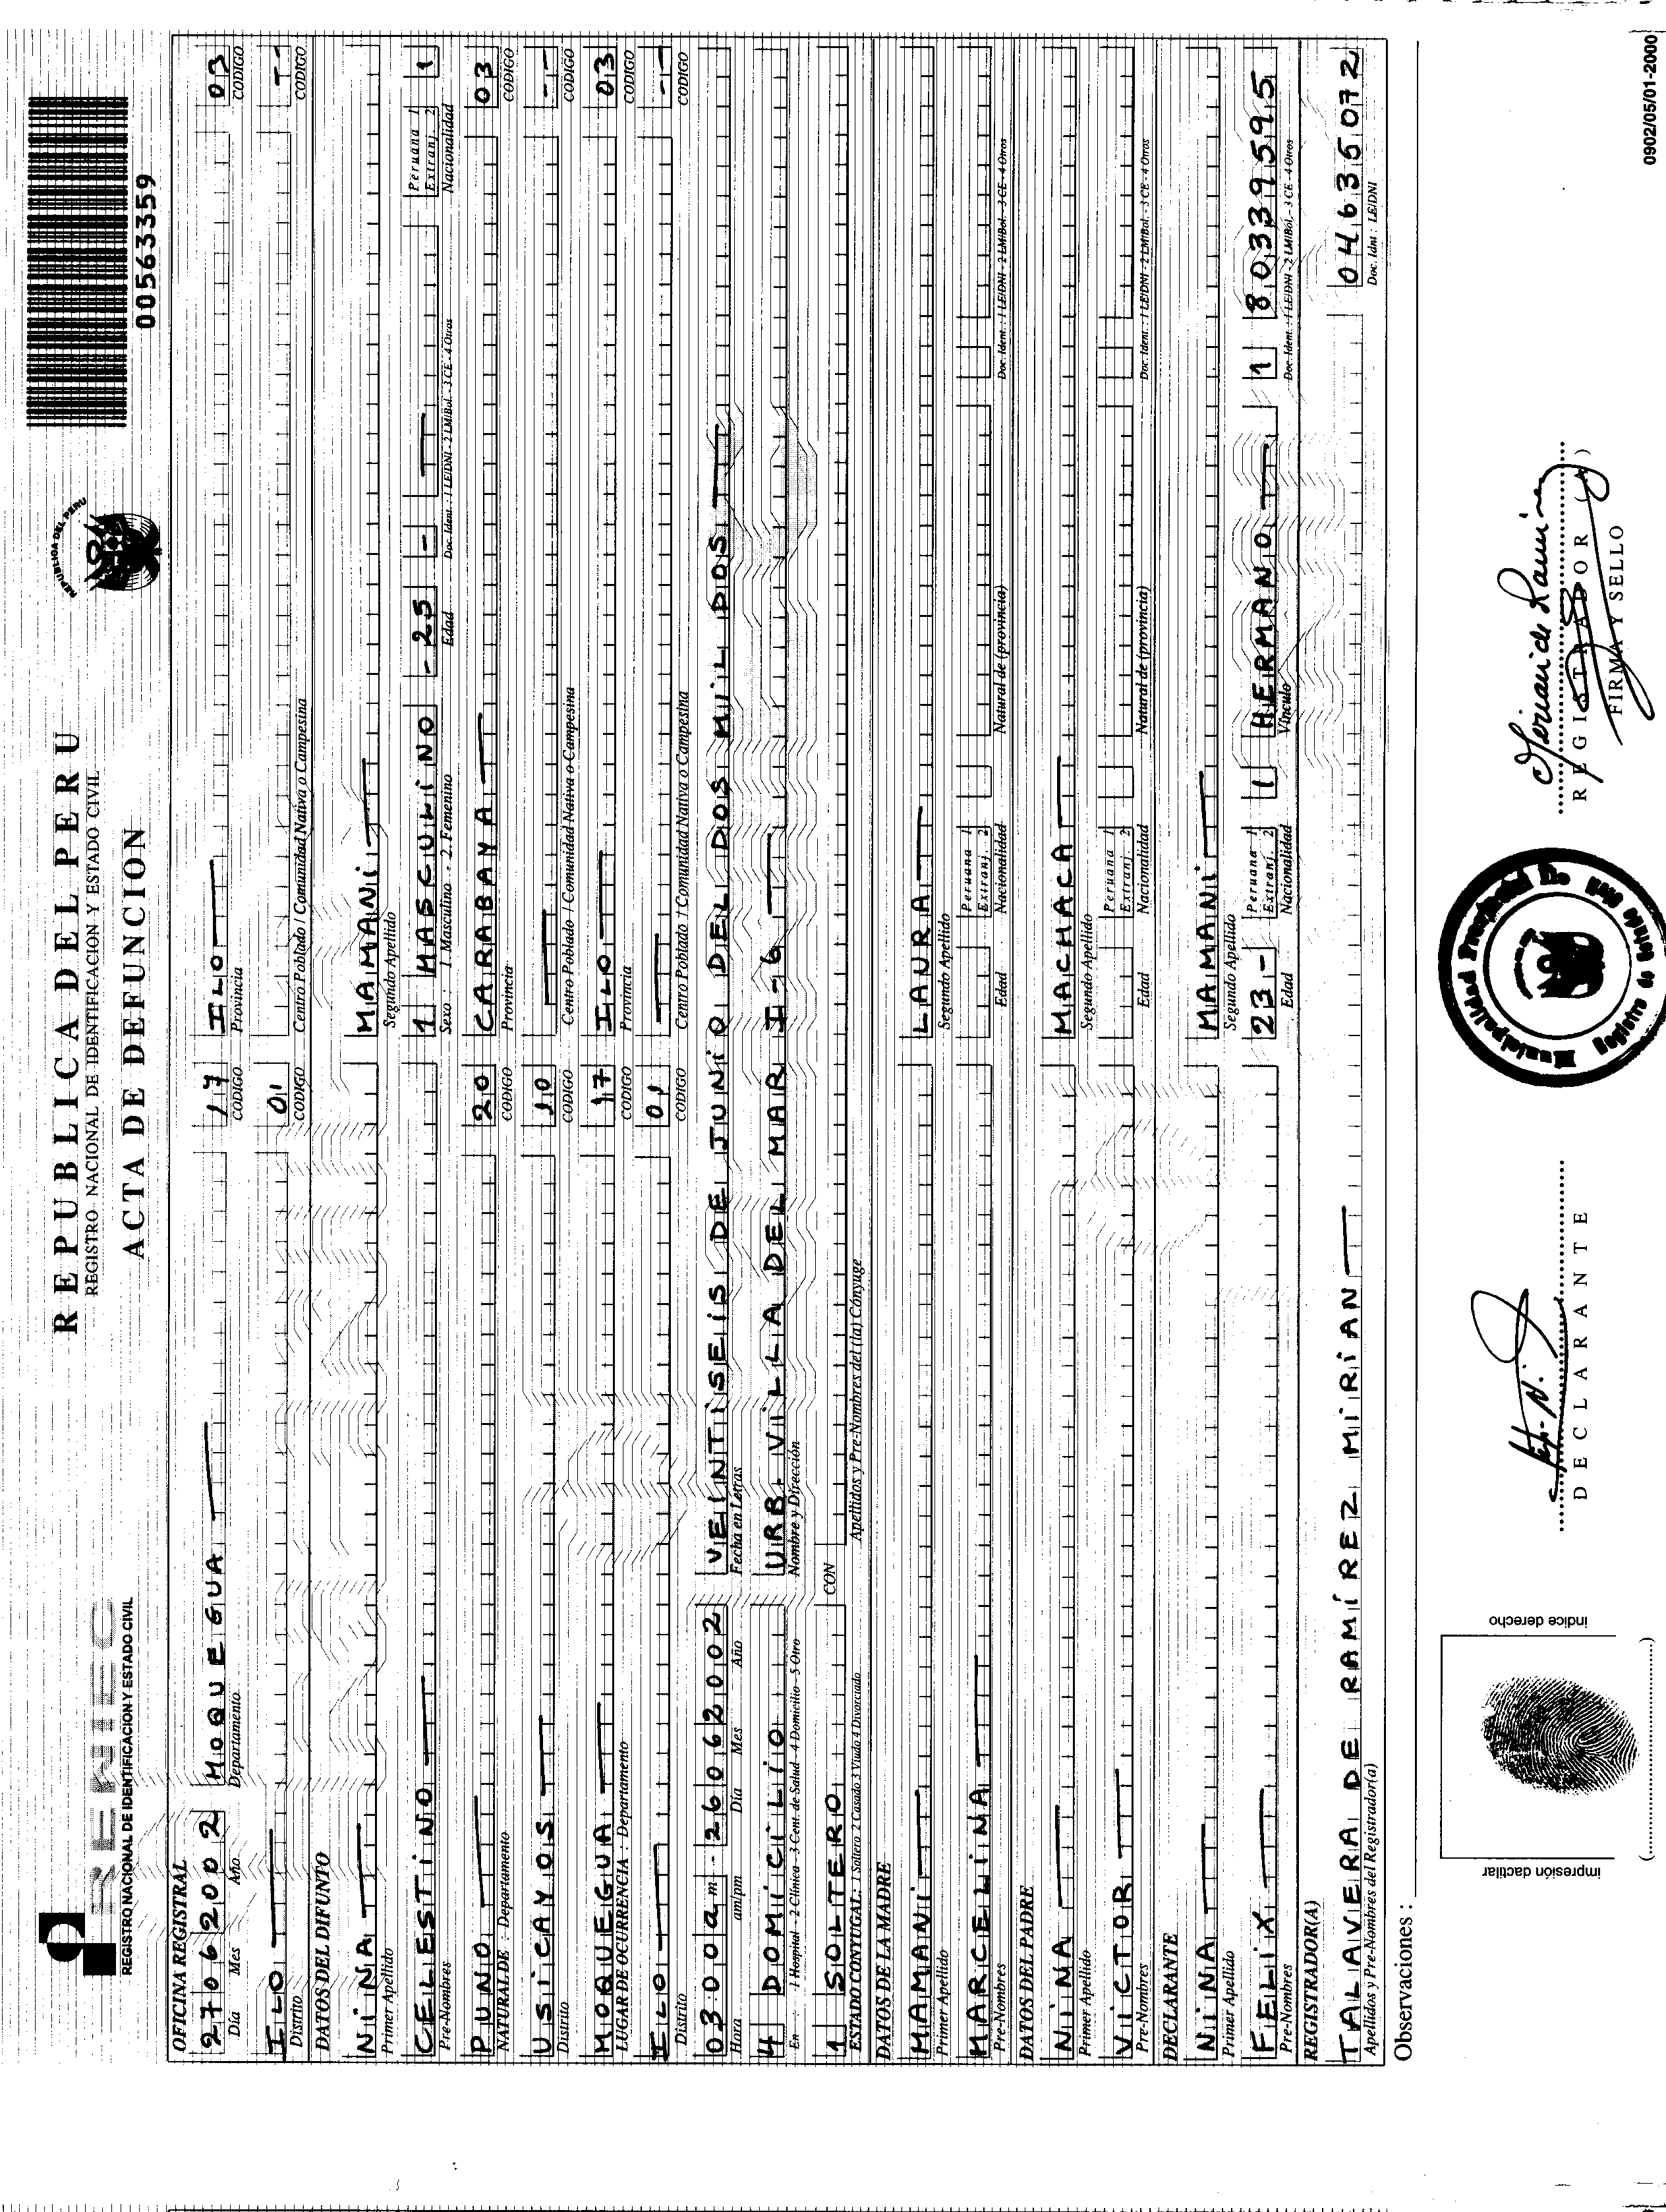 RENIEC
REGISTRO NACIONAL DE IDENTIFICACION Y ESTADO CIVIL
REPUBLICA DEL PERU
REGISTRO NACIONAL DE IDENTIFICACION Y ESTADO CIVIL
ACTA DE DEFUNCION
REPUBLICA DEL PERU
00563359
OFICINA REGISTRAL
27062002 MOQUEGUA 17 ILO 03
Día Mes Año Departamento CODIGO Provincia CODIGO
ILO 01 --
Distrito CODIGO Centro Poblado / Comunidad Nativa o Campesina CODIGO
DATOS DEL DIFUNTO
NINA MAMANI
Primer Apellido Segundo Apellido
CELESTINO 1 MASCULINO -25- - Peruana 1 Extranj. 2 1
Pre-Nombres Sexo : 1. Masculino - 2. Femenino Edad Doc. Ident. : 1 LE/DNI - 2 LM/Bol. - 3 CE - 4 Otros Nacionalidad
PUNO 20 CARABAYA 03
NATURAL DE : Departamento CODIGO Provincia CODIGO
USICAYOS 10 --
Distrito CODIGO Centro Poblado / Comunidad Nativa o Campesina CODIGO
MOQUEGUA 17 ILO 03
LUGAR DE OCURRENCIA : Departamento CODIGO Provincia CODIGO
ILO 01 --
Distrito CODIGO Centro Poblado / Comunidad Nativa o Campesina CODIGO
03:00 am - 26062002 VEINTISEIS DE JUNIO DEL DOS MIL DOS
Hora am/pm Día Mes Año Fecha en Letras
4 DOMICILIO URB. VILLA DEL MAR I-6
En : 1 Hospital - 2 Clínica - 3 Cent. de Salud - 4 Domicilio - 5 Otro Nombre y Dirección
1 SOLTERO CON
ESTADO CONYUGAL: 1 Soltero 2 Casado 3 Viudo 4 Divorciado Apellidos y Pre-Nombres del (la) Cónyuge
DATOS DE LA MADRE
MAMANI LAURA
Primer Apellido Segundo Apellido
MARCELINA Peruana 1 Extranj. 2
Pre-Nombres Edad Nacionalidad Natural de (provincia) Doc. Ident. : 1 LE/DNI - 2 LM/Bol. - 3 CE - 4 Otros
DATOS DEL PADRE
NINA MACHACA
Primer Apellido Segundo Apellido
VICTOR Peruana 1 Extranj. 2
Pre-Nombres Edad Nacionalidad Natural de (provincia) Doc. Ident. : 1 LE/DNI - 2 LM/Bol. - 3 CE - 4 Otros
DECLARANTE
NINA MAMANI
Primer Apellido Segundo Apellido
FELIX 23- Peruana 1 Extranj. 2 1 HERMANO 1 80339595
Pre-Nombres Edad Nacionalidad Vínculo Doc. Ident. : 1 LE/DNI - 2 LM/Bol. - 3 CE - 4 Otros
REGISTRADOR(A)
TALAVERA DE RAMÍREZ MIRIAN 04635072
Apellidos y Pre-Nombres del Registrador(a) Doc. Idnt : LE/DNI
Observaciones :
impresión dactilar
indice derecho
DECLARANTE
Municipalidad Provincial De Ilo
Registro de Estado Civil
REGISTRADOR (A)
FIRMA Y SELLO
0902/05/01-2000